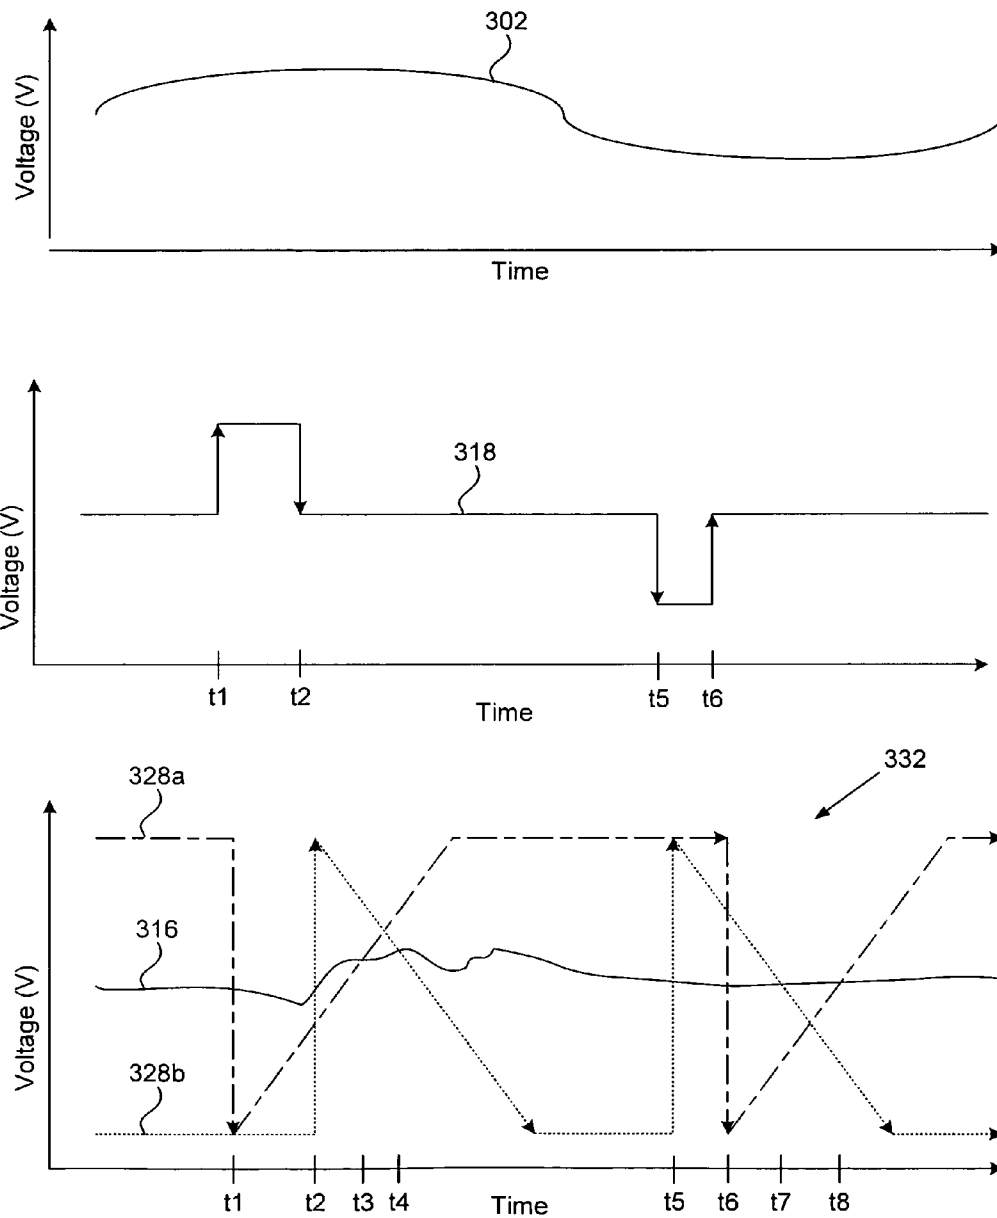 302
Voltage (V)
Time
318
Voltage (V)
t1 t2 t5 t6
Time
332
328a
316
328b
Voltage (V)
t1 t2 t3 t4 t5 t6 t7 t8
Time